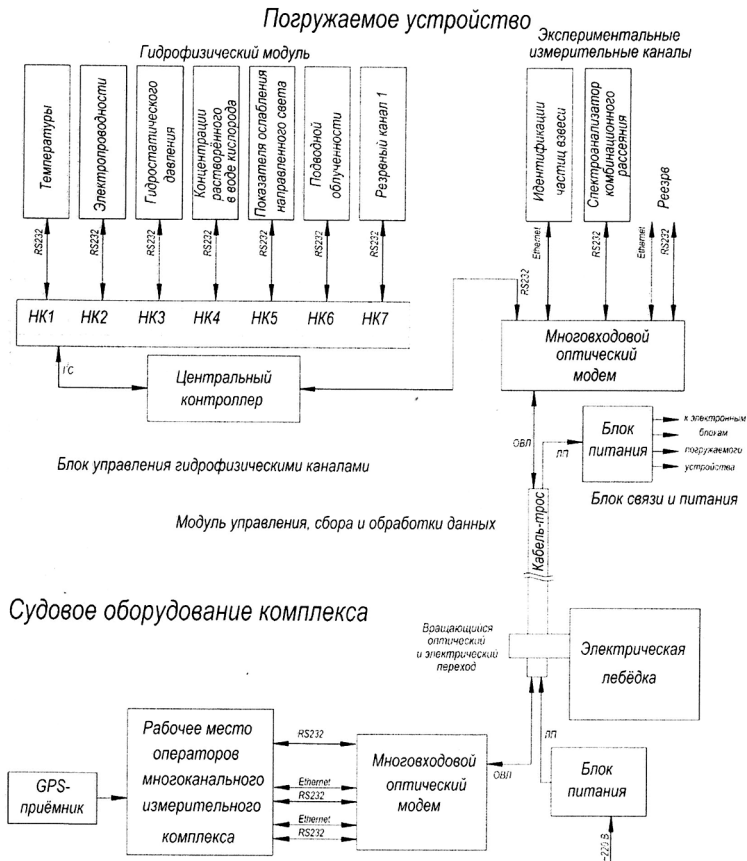 Погружаемое устройство
Гидрофизический модуль
Экспериментальные
измерительные каналы
Температуры
Электропроводности
Гидростатического
давления
Концентрации
растворённого
в воде кислорода
Показателя ослабления
направленного света
Подводной
облученности
Резрвный канал 1
Идентификации
частиц взвеси
Спектроанализатор
комбинационного
рассеяния
Реезрв
RS232
RS232
RS232
RS232
RS232
RS232
RS232
Ethernet
RS232
Ethernet
RS232
RS232
НК1
НК2
НК3
НК4
НК5
НК6
НК7
I²C
Центральный
контроллер
Многовходовой
оптический
модем
Блок управления гидрофизическими каналами
ОВЛ
ЛП
Блок
питания
к электронным
блокам
погружаемого
устройства
Блок связи и питания
Модуль управления, сбора и обработки данных
Кабель-трос
Судовое оборудование комплекса
Вращающийся
оптический
и электрический
переход
Электрическая
лебёдка
GPS-
приёмник
Рабочее место
операторов
многоканального
измерительного
комплекса
RS232
Ethernet
RS232
Ethernet
RS232
Многовходовой
оптический
модем
ОВЛ
ЛП
Блок
питания
~220 В